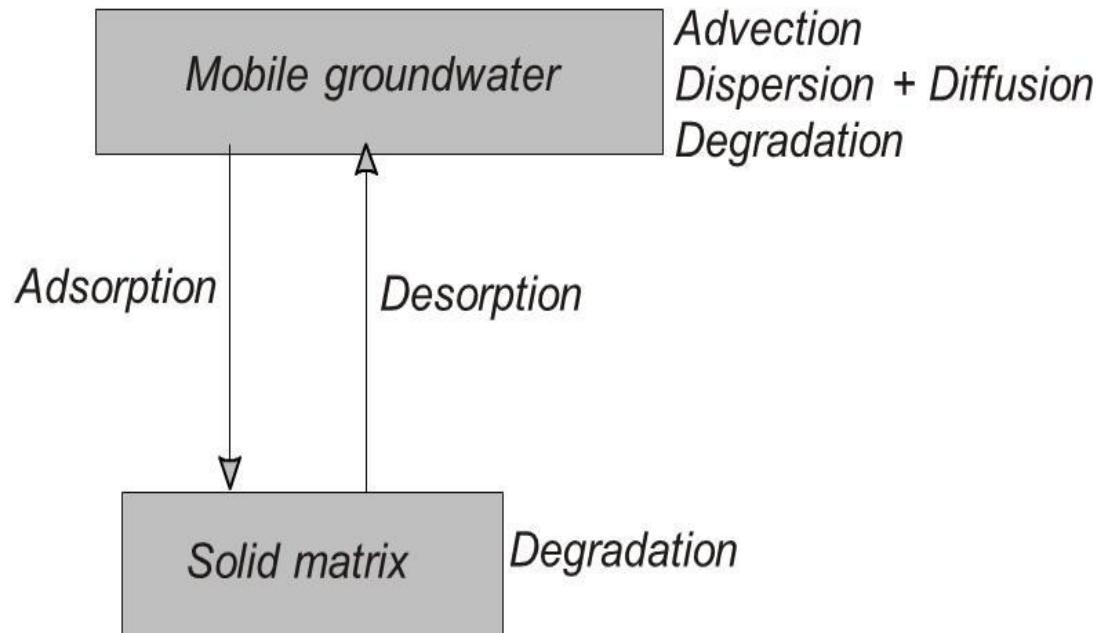 Mobile groundwater
Advection
Dispersion + Diffusion
Degradation
Adsorption
Desorption
Solid matrix
Degradation